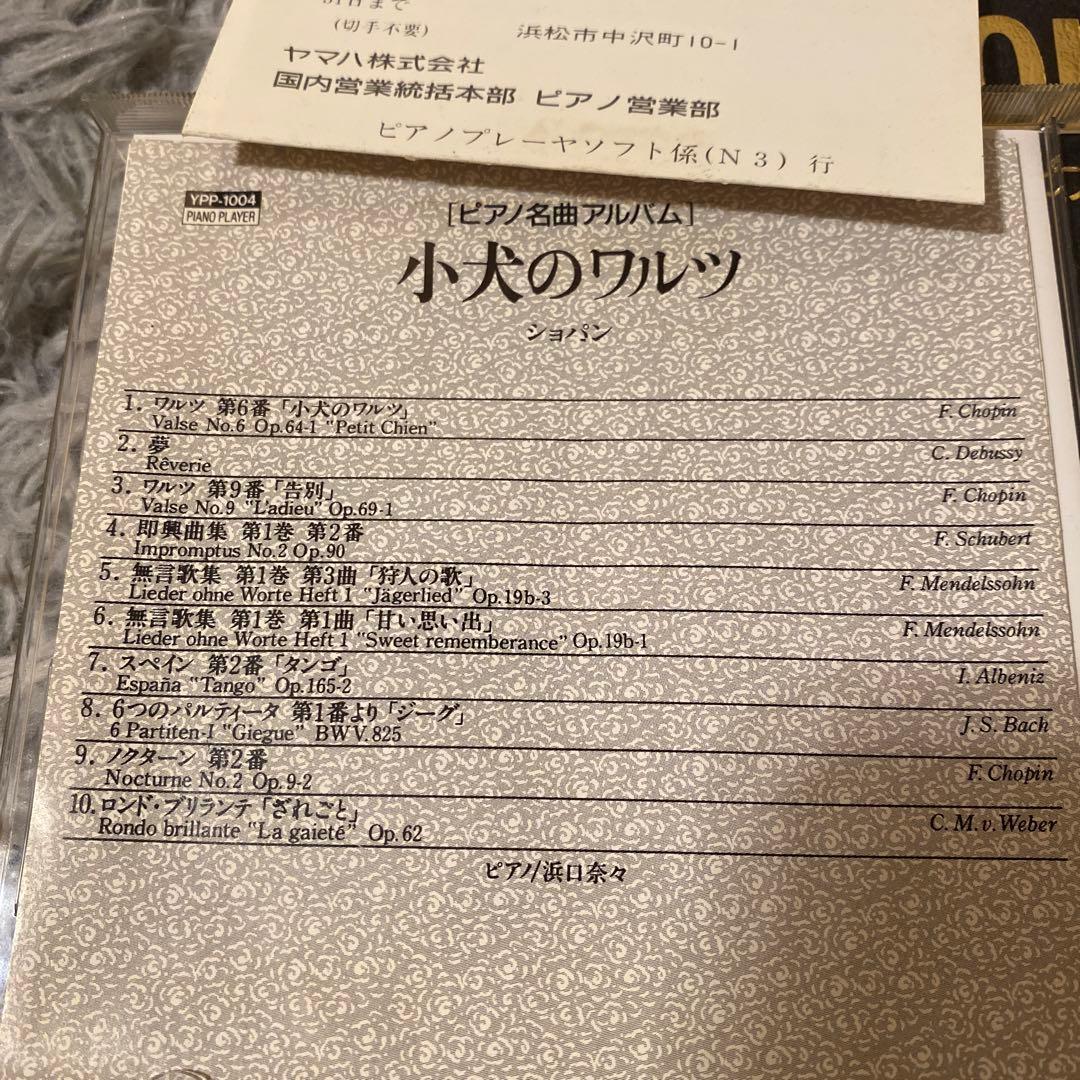 31日まで
(切手不要)
浜松市中沢町10-1
ヤマハ株式会社
国内営業統括本部 ピアノ営業部
ピアノプレーヤソフト係(N3) 行
YPP-1004
PIANO PLAYER
[ピアノ名曲アルバム]
小犬のワルツ
ショパン
1. ワルツ 第6番「小犬のワルツ」 F. Chopin
Valse No.6 Op.64-1 "Petit Chien"
2. 夢 C. Debussy
Rêverie
3. ワルツ 第9番「告別」 F. Chopin
Valse No.9 "L'adieu" Op.69-1
4. 即興曲集 第1巻 第2番 F. Schubert
Impromptus No.2 Op.90
5. 無言歌集 第1巻 第3曲「狩人の歌」 F. Mendelssohn
Lieder ohne Worte Heft 1 "Jägerlied" Op.19b-3
6. 無言歌集 第1巻 第1曲「甘い思い出」 F. Mendelssohn
Lieder ohne Worte Heft 1 "Sweet rememberance" Op.19b-1
7. スペイン 第2番「タンゴ」 I. Albeniz
España "Tango" Op.165-2
8. 6つのパルティータ 第1番より「ジーグ」 J. S. Bach
6 Partiten-I "Giegue" BWV.825
9. ノクターン 第2番 F. Chopin
Nocturne No.2 Op.9-2
10. ロンド・ブリランテ「ざれごと」 C. M. v. Weber
Rondo brillante "La gaieté" Op.62
ピアノ/浜口奈々